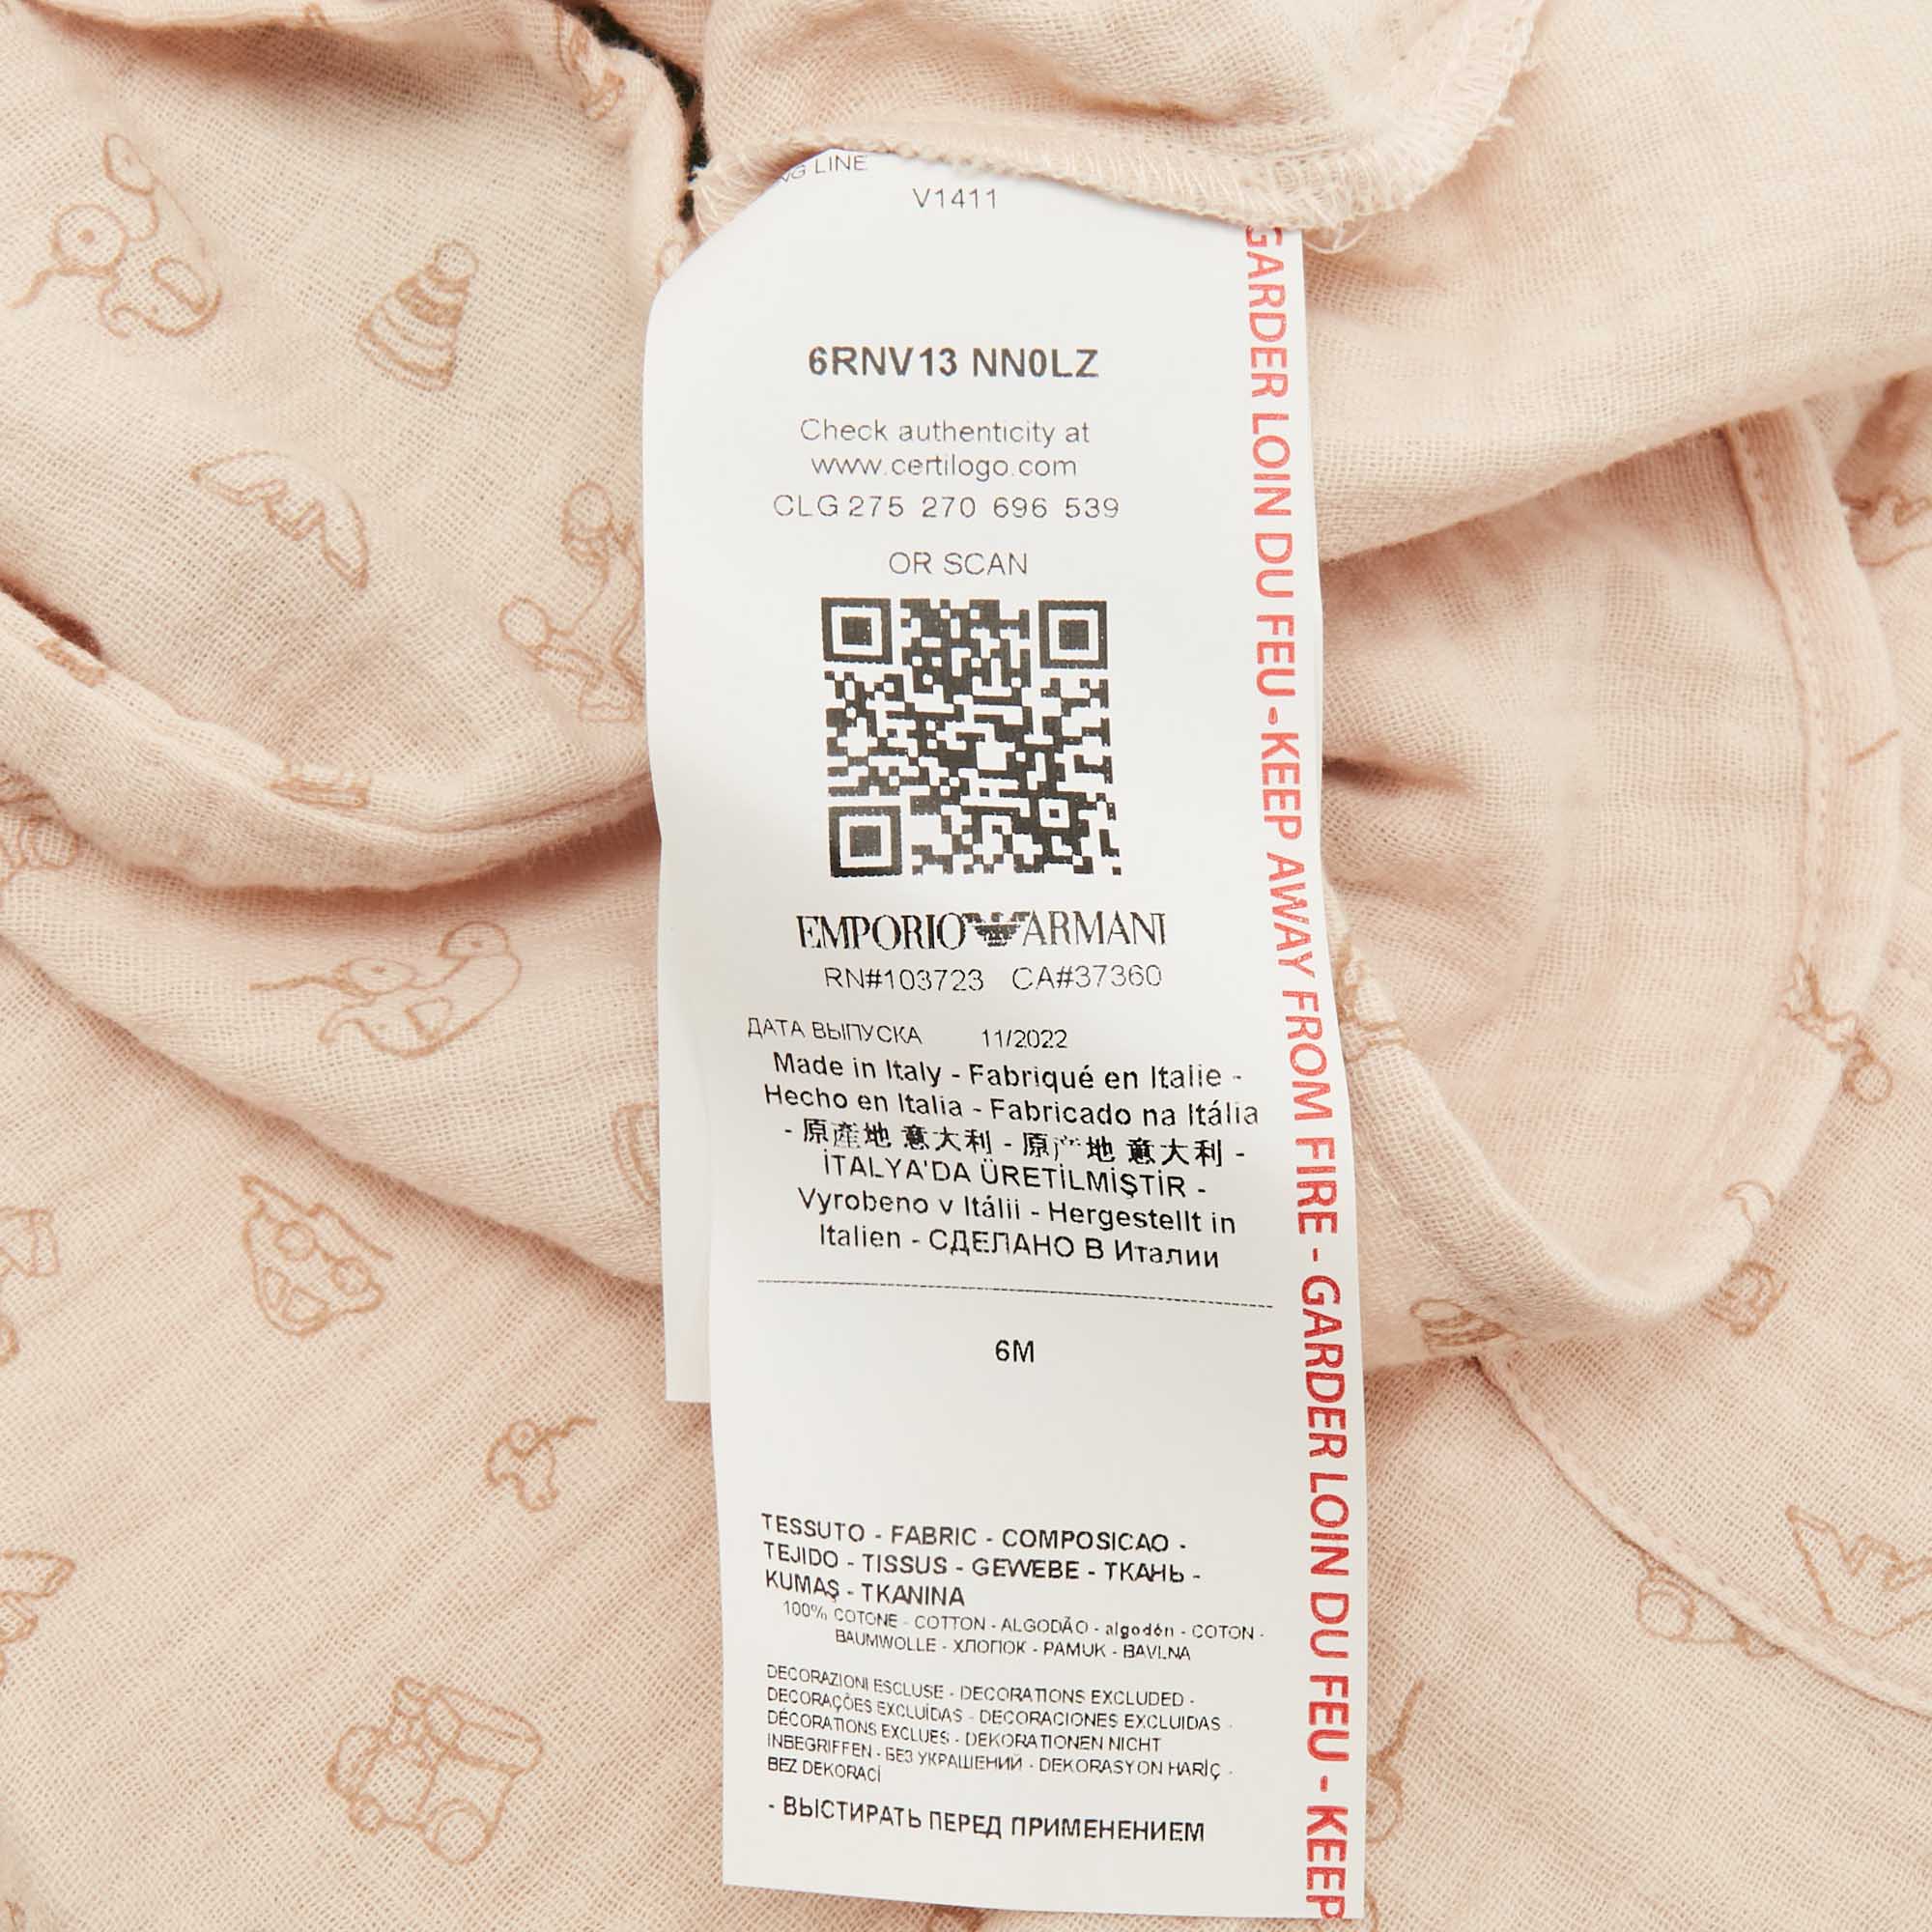 LINE
V1411
6RNV13 NN0LZ
Check authenticity at
www.certilogo.com
CLG 275 270 696 539
OR SCAN
EMPORIO ARMANI
RN#103723 CA#37360
ДАТА ВЫПУСКА 11/2022
Made in Italy - Fabriqué en Italie -
Hecho en Italia - Fabricado na Itália
- 原產地 意大利 - 原产地 意大利 -
İTALYA'DA ÜRETİLMİŞTİR -
Vyrobeno v Itálii - Hergestellt in
Italien - СДЕЛАНО В Италии
6M
TESSUTO - FABRIC - COMPOSICAO -
TEJIDO - TISSUS - GEWEBE - ТКАНЬ -
KUMAŞ - TKANINA
100% COTONE - COTTON - ALGODÃO - algodón - COTON -
BAUMWOLLE - ХЛОПОК - PAMUK - BAVLNA
DECORAZIONI ESCLUSE - DECORATIONS EXCLUDED -
DECORAÇÕES EXCLUÍDAS - DECORACIONES EXCLUIDAS -
DÉCORATIONS EXCLUES - DEKORATIONEN NICHT
INBEGRIFFEN - БЕЗ УКРАШЕНИЙ - DEKORASYON HARİÇ -
BEZ DEKORACÍ
- ВЫСТИРАТЬ ПЕРЕД ПРИМЕНЕНИЕМ
GARDER LOIN DU FEU - KEEP AWAY FROM FIRE - GARDER LOIN DU FEU - KEEP